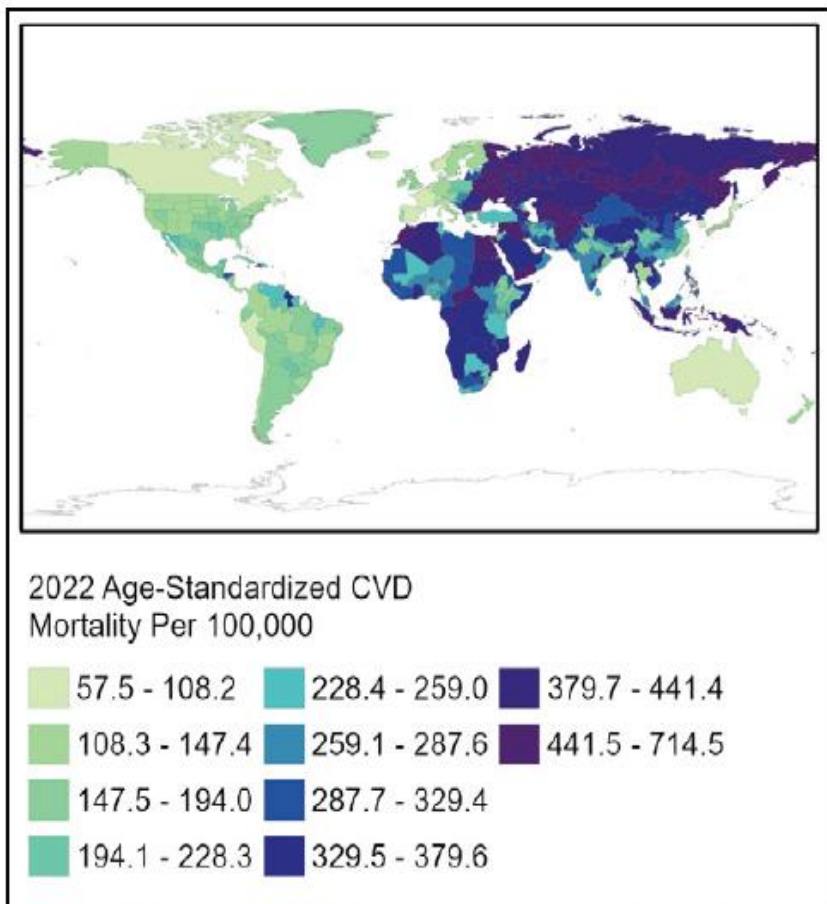 2022 Age-Standardized CVD
Mortality Per 100,000
57.5 - 108.2
108.3 - 147.4
147.5 - 194.0
194.1 - 228.3
228.4 - 259.0
259.1 - 287.6
287.7 - 329.4
329.5 - 379.6
379.7 - 441.4
441.5 - 714.5